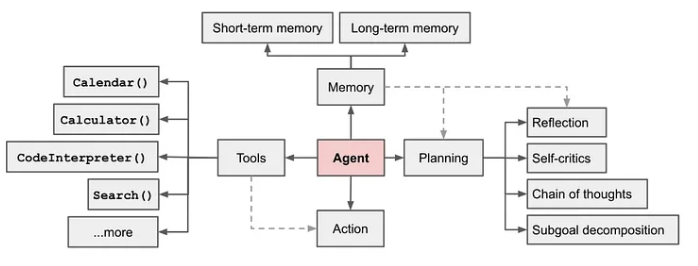 Short-term memory
Long-term memory
Memory
Calendar()
Calculator()
CodeInterpreter()
Search()
...more
Tools
Agent
Planning
Action
Reflection
Self-critics
Chain of thoughts
Subgoal decomposition